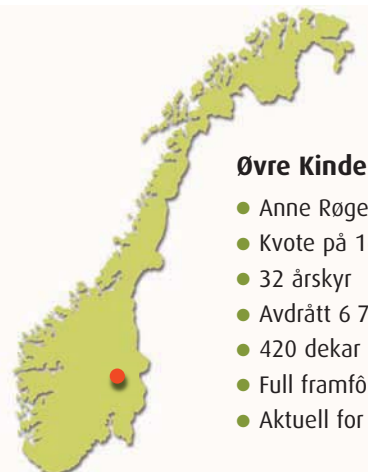 Øvre Kinde
• Anne Røge
• Kvote på 1
• 32 årskyr
• Avdrått 6 7
• 420 dekar
• Full framfô
• Aktuell for